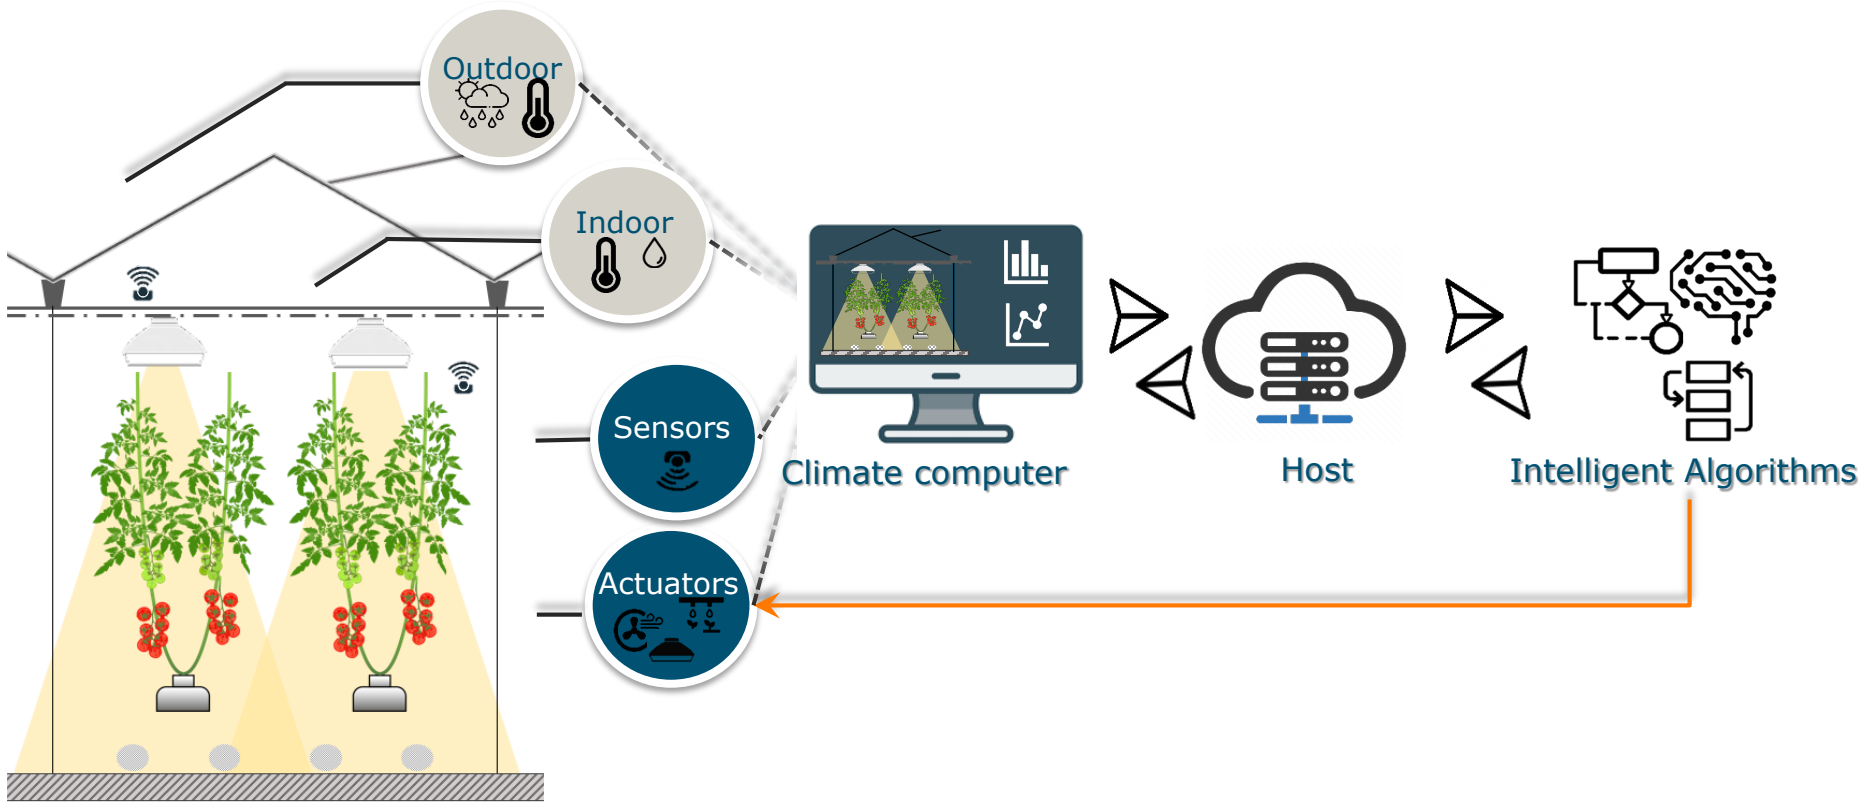 Outdoor
Indoor
Sensors
Actuators
Climate computer
Host
Intelligent Algorithms